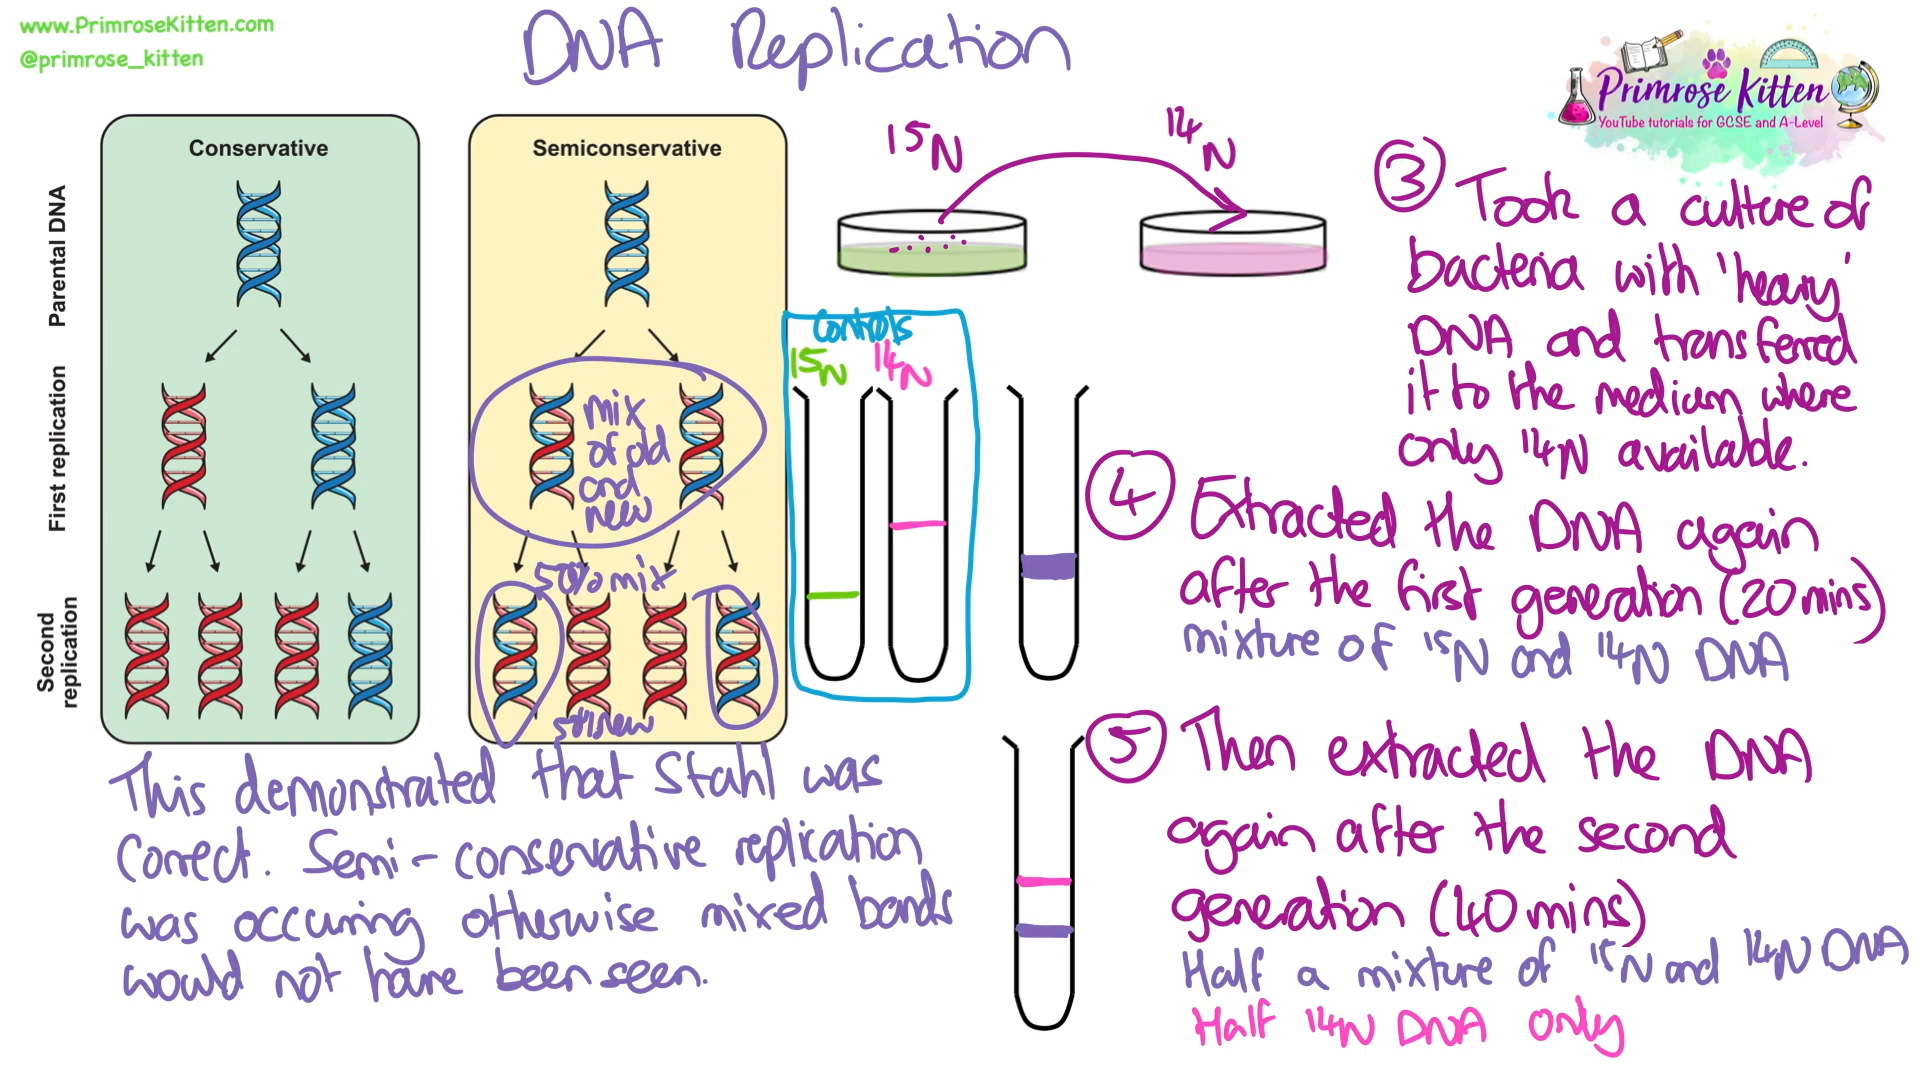 www.PrimroseKitten.com
@primrose_kitten
DNA Replication
Primrose Kitten
YouTube tutorials for GCSE and A-Level
Conservative
Semiconservative
Parental DNA
First replication
Second
replication
mix
of old
and
new
50% mix
50% new
15N
14N
Controls
15N
14N
3 Took a culture of
bacteria with 'heavy'
DNA and transferred
it to the medium where
only 14N available.
4 Extracted the DNA again
after the first generation (20mins)
mixture of 15N and 14N DNA
5 Then extracted the DNA
again after the second
generation (40mins)
Half a mixture of 15N and 14N DNA
Half 14N DNA only
This demonstrated that Stahl was
correct. Semi-conservative replication
was occuring otherwise mixed bands
would not have been seen.